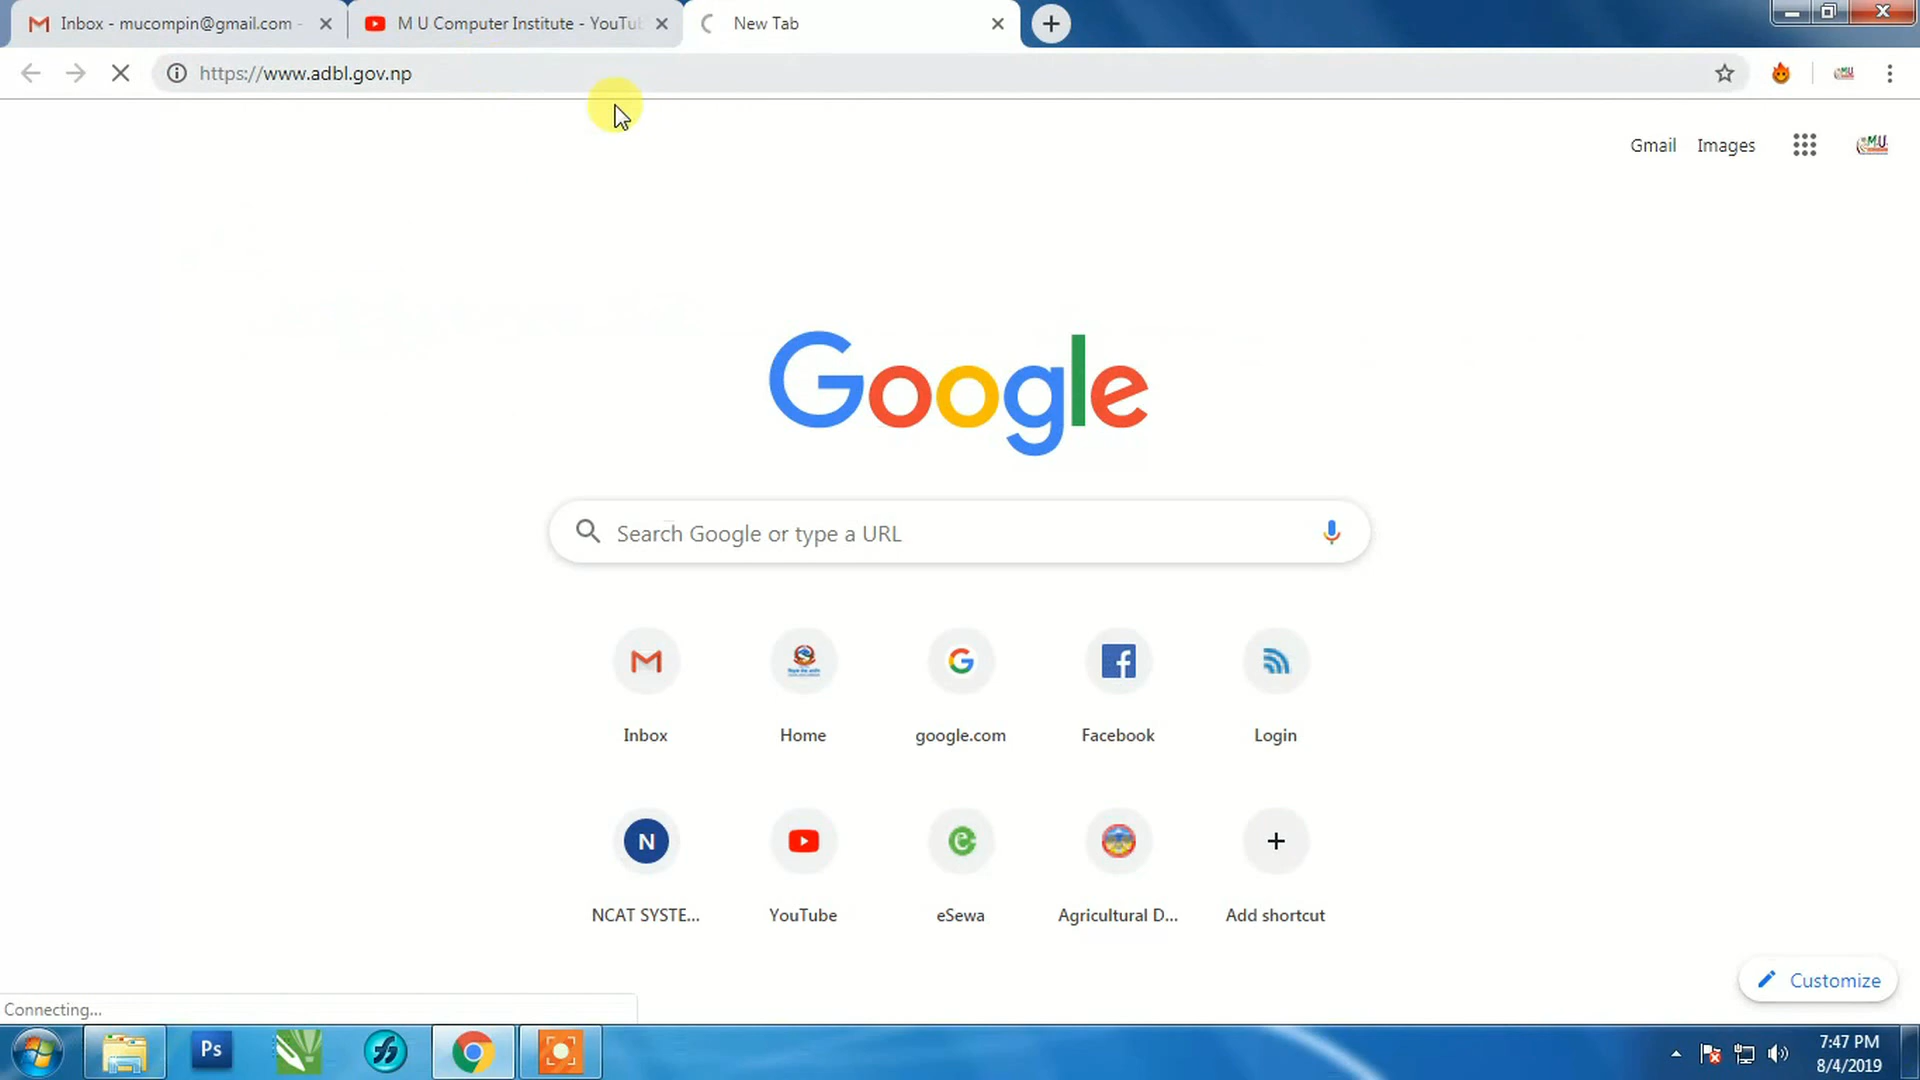 Inbox - mucompin@gmail.com -
M U Computer Institute - YouTu
New Tab
https://www.adbl.gov.np
Gmail
Images
Google
Search Google or type a URL
Inbox
Home
google.com
Facebook
Login
N
NCAT SYSTE...
YouTube
eSewa
Agricultural D...
Add shortcut
Customize
Connecting...
Ps
7:47 PM
8/4/2019